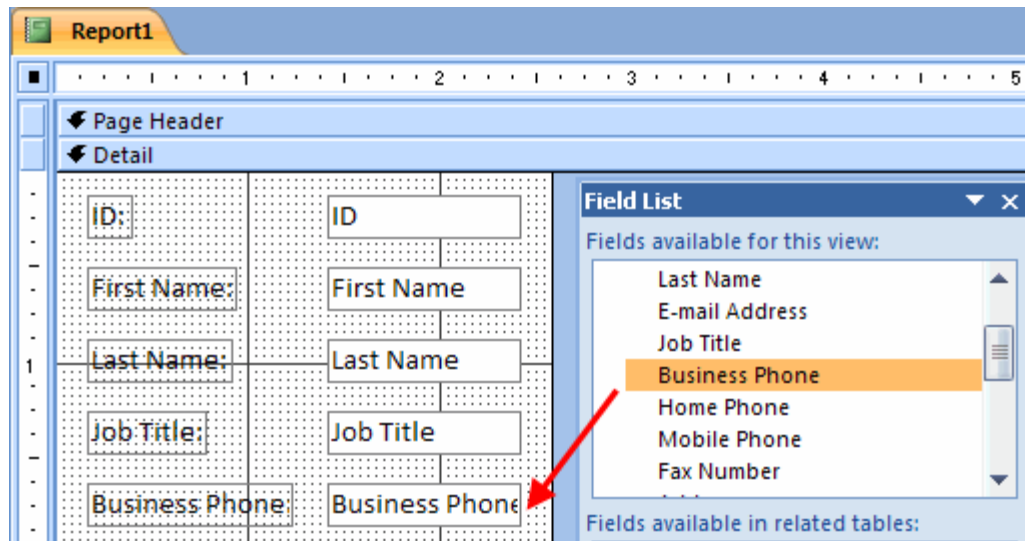 Report1
1 2 3 4 5
Page Header
Detail
ID: ID
First Name: First Name
1
Last Name: Last Name
Job Title: Job Title
Business Phone: Business Phone
Field List
Fields available for this view:
Last Name
E-mail Address
Job Title
Business Phone
Home Phone
Mobile Phone
Fax Number
Fields available in related tables: